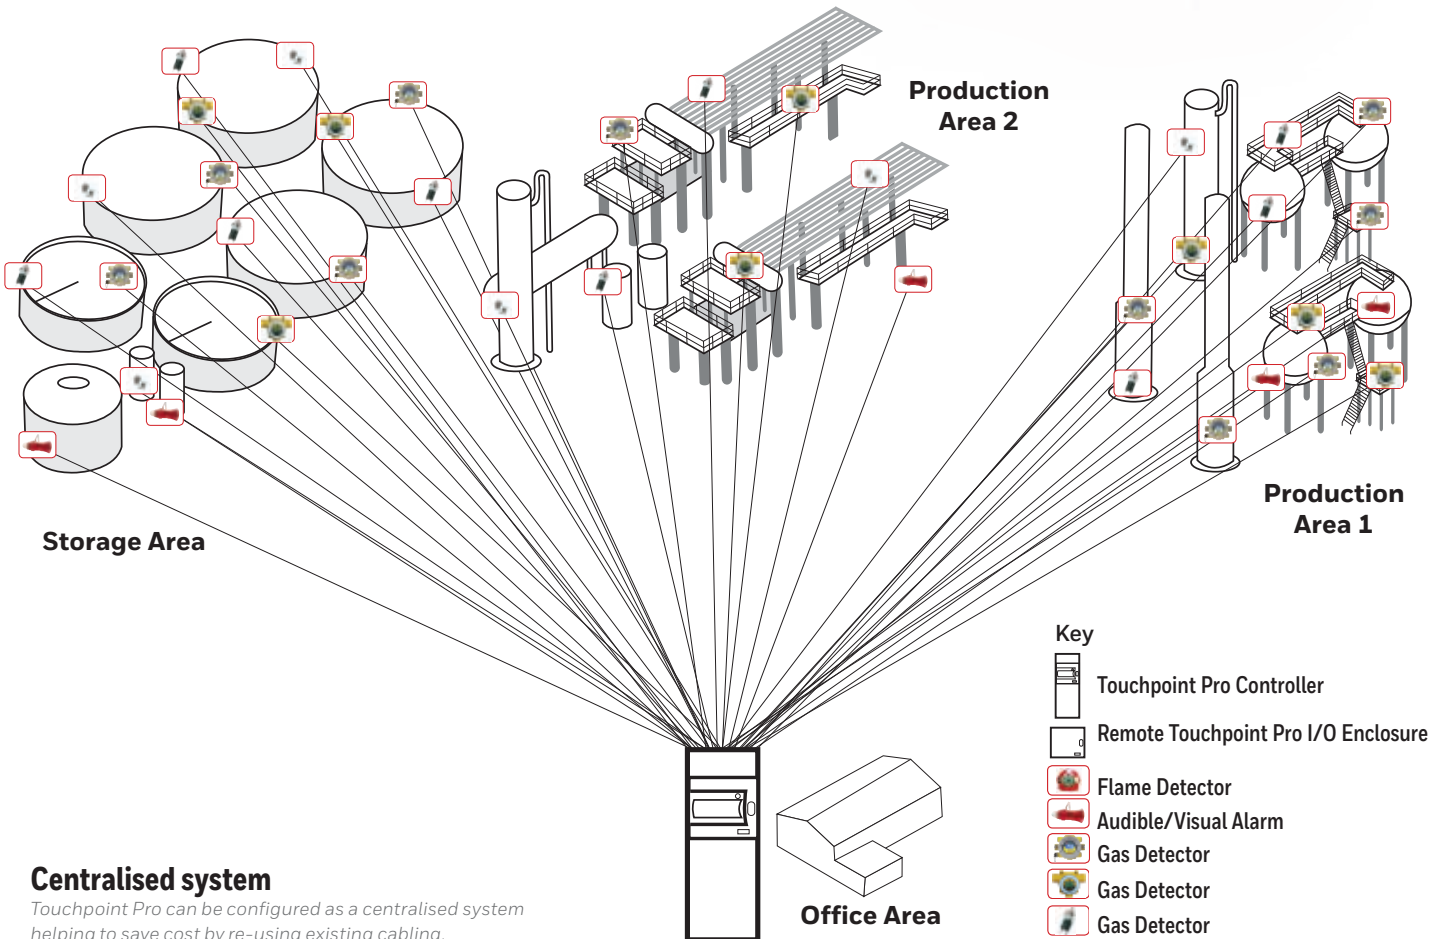 Production
Area 2
Production
Area 1
Storage Area
Key
Touchpoint Pro Controller
Remote Touchpoint Pro I/O Enclosure
Flame Detector
Audible/Visual Alarm
Gas Detector
Gas Detector
Gas Detector
Office Area
Centralised system
Touchpoint Pro can be configured as a centralised system
helping to save cost by re-using existing cabling.